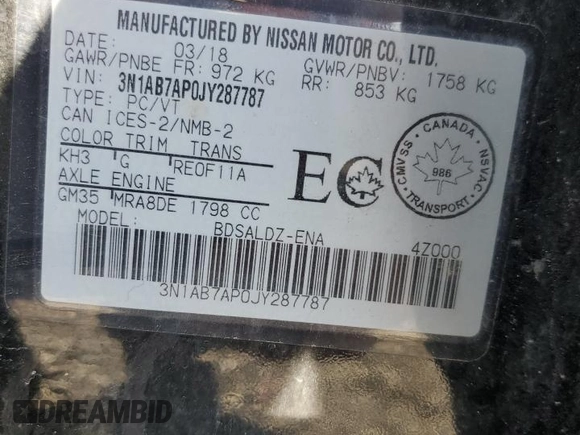 MANUFACTURED BY NISSAN MOTOR CO., LTD.
DATE: 03/18 GVWR/PNBV: 1758 KG
GAWR/PNBE FR: 972 KG RR: 853 KG
VIN: 3N1AB7AP0JY287787
TYPE: PC/VT
CAN ICES-2/NMB-2
COLOR TRIM TRANS
KH3 G RE0F11A
AXLE ENGINE
GM35 MRA8DE 1798 CC
MODEL: BDSALDZ-ENA 4Z000
3N1AB7AP0JY287787
EC
CANADA
CMVSS NSVAC
986
TRANSPORT
DREAMBID